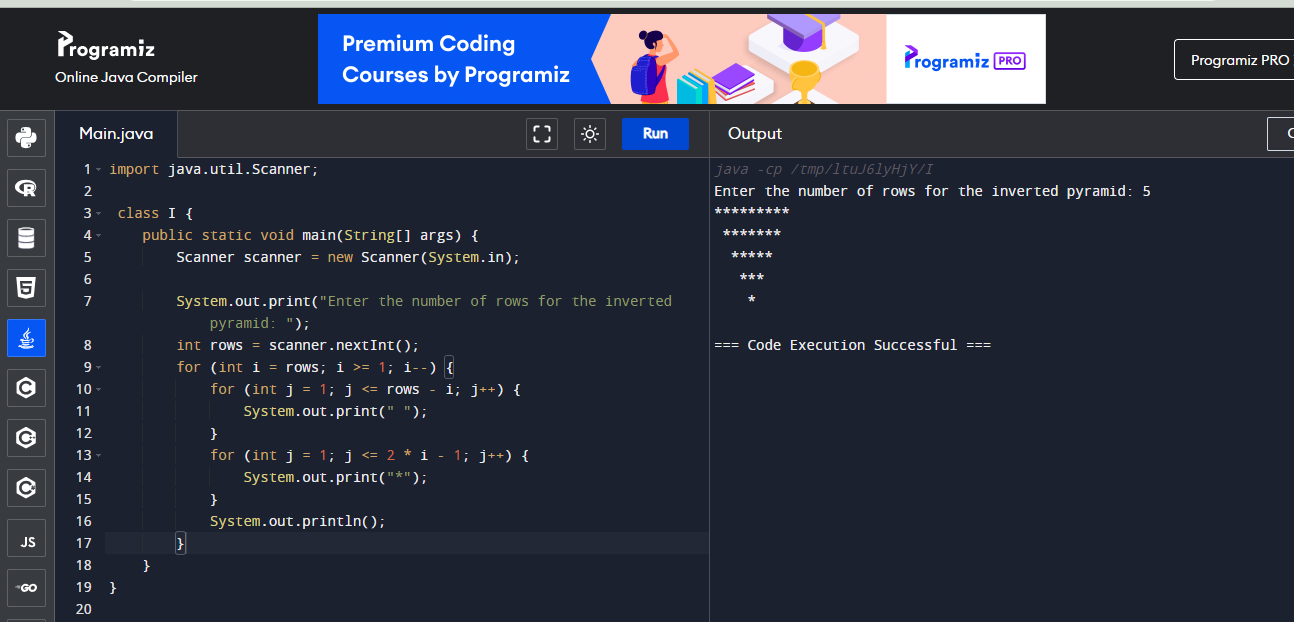 Programiz
Online Java Compiler
Premium Coding
Courses by Programiz
Programiz PRO
Programiz PRO
Main.java
Run
Output
C
1 import java.util.Scanner;
2
3 class I {
4 public static void main(String[] args) {
5 Scanner scanner = new Scanner(System.in);
6
7 System.out.print("Enter the number of rows for the inverted
pyramid: ");
8 int rows = scanner.nextInt();
9 for (int i = rows; i >= 1; i--) {
10 for (int j = 1; j <= rows - i; j++) {
11 System.out.print(" ");
12 }
13 for (int j = 1; j <= 2 * i - 1; j++) {
14 System.out.print("*");
15 }
16 System.out.println();
17 }
18 }
19 }
20
java -cp /tmp/ltuJ6lyHjY/I
Enter the number of rows for the inverted pyramid: 5
*********
 *******
  *****
   ***
    *
=== Code Execution Successful ===
JS
GO